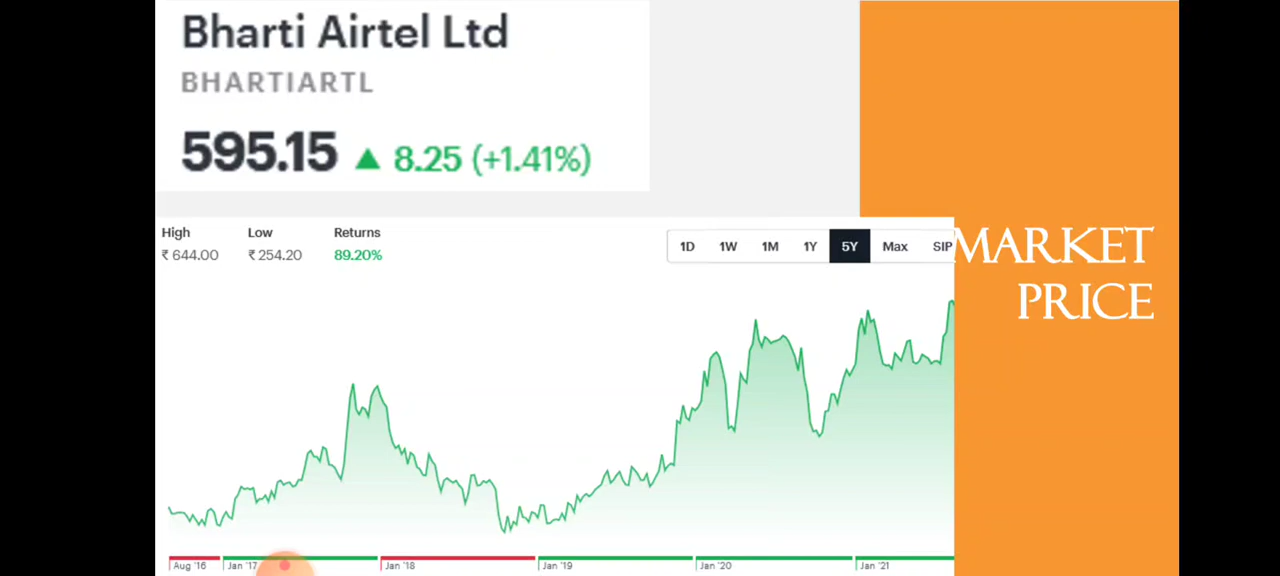 Bharti Airtel Ltd
BHARTIARTL
595.15 ▲ 8.25 (+1.41%)
High Low Returns
₹ 644.00 ₹ 254.20 89.20%
1D 1W 1M 1Y 5Y Max SIP
MARKET
PRICE
Aug '16 Jan '17 Jan '18 Jan '19 Jan '20 Jan '21